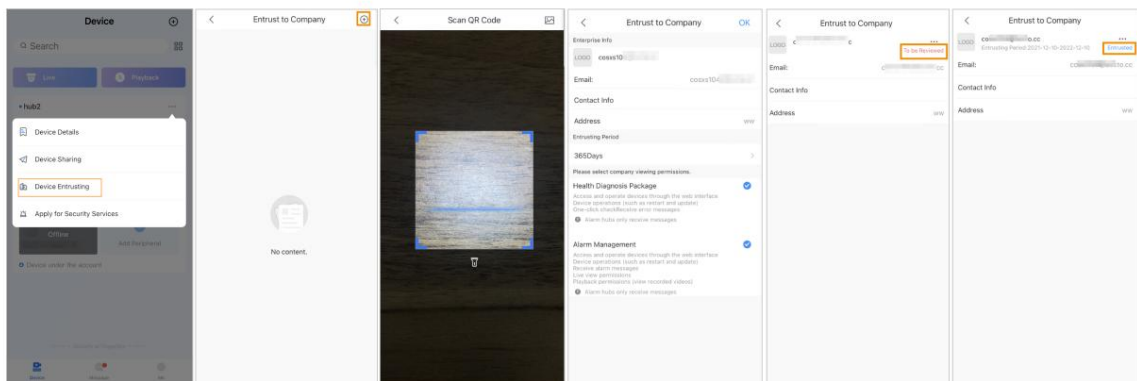 Device
Search
Live
Playback
hub2
Device Details
Device Sharing
Device Entrusting
Apply for Security Services
Offline
Add Peripheral
Device under the account
Entrust to Company
No content.
Scan QR Code
Entrust to Company
OK
Enterprise Info
LOGO
Email:
Contact Info
Address
ww
Entrusting Period
365Days
Please select company viewing permissions.
Health Diagnosis Package
Access and operate devices through the web interface
Device operations (such as restart and update)
One-click checkReceive error messages
Alarm hubs only receive messages
Alarm Management
Access and operate devices through the web interface
Device operations (such as restart and update)
Receive alarm messages
Live view permissions
Playback permissions (view recorded videos)
Alarm hubs only receive messages
Entrust to Company
LOGO
To be Reviewed
Email:
Contact Info
Address
ww
Entrust to Company
LOGO
Entrusting Period:2021-12-10-2022-12-10
Entrusted
Email:
Contact Info
Address
ww